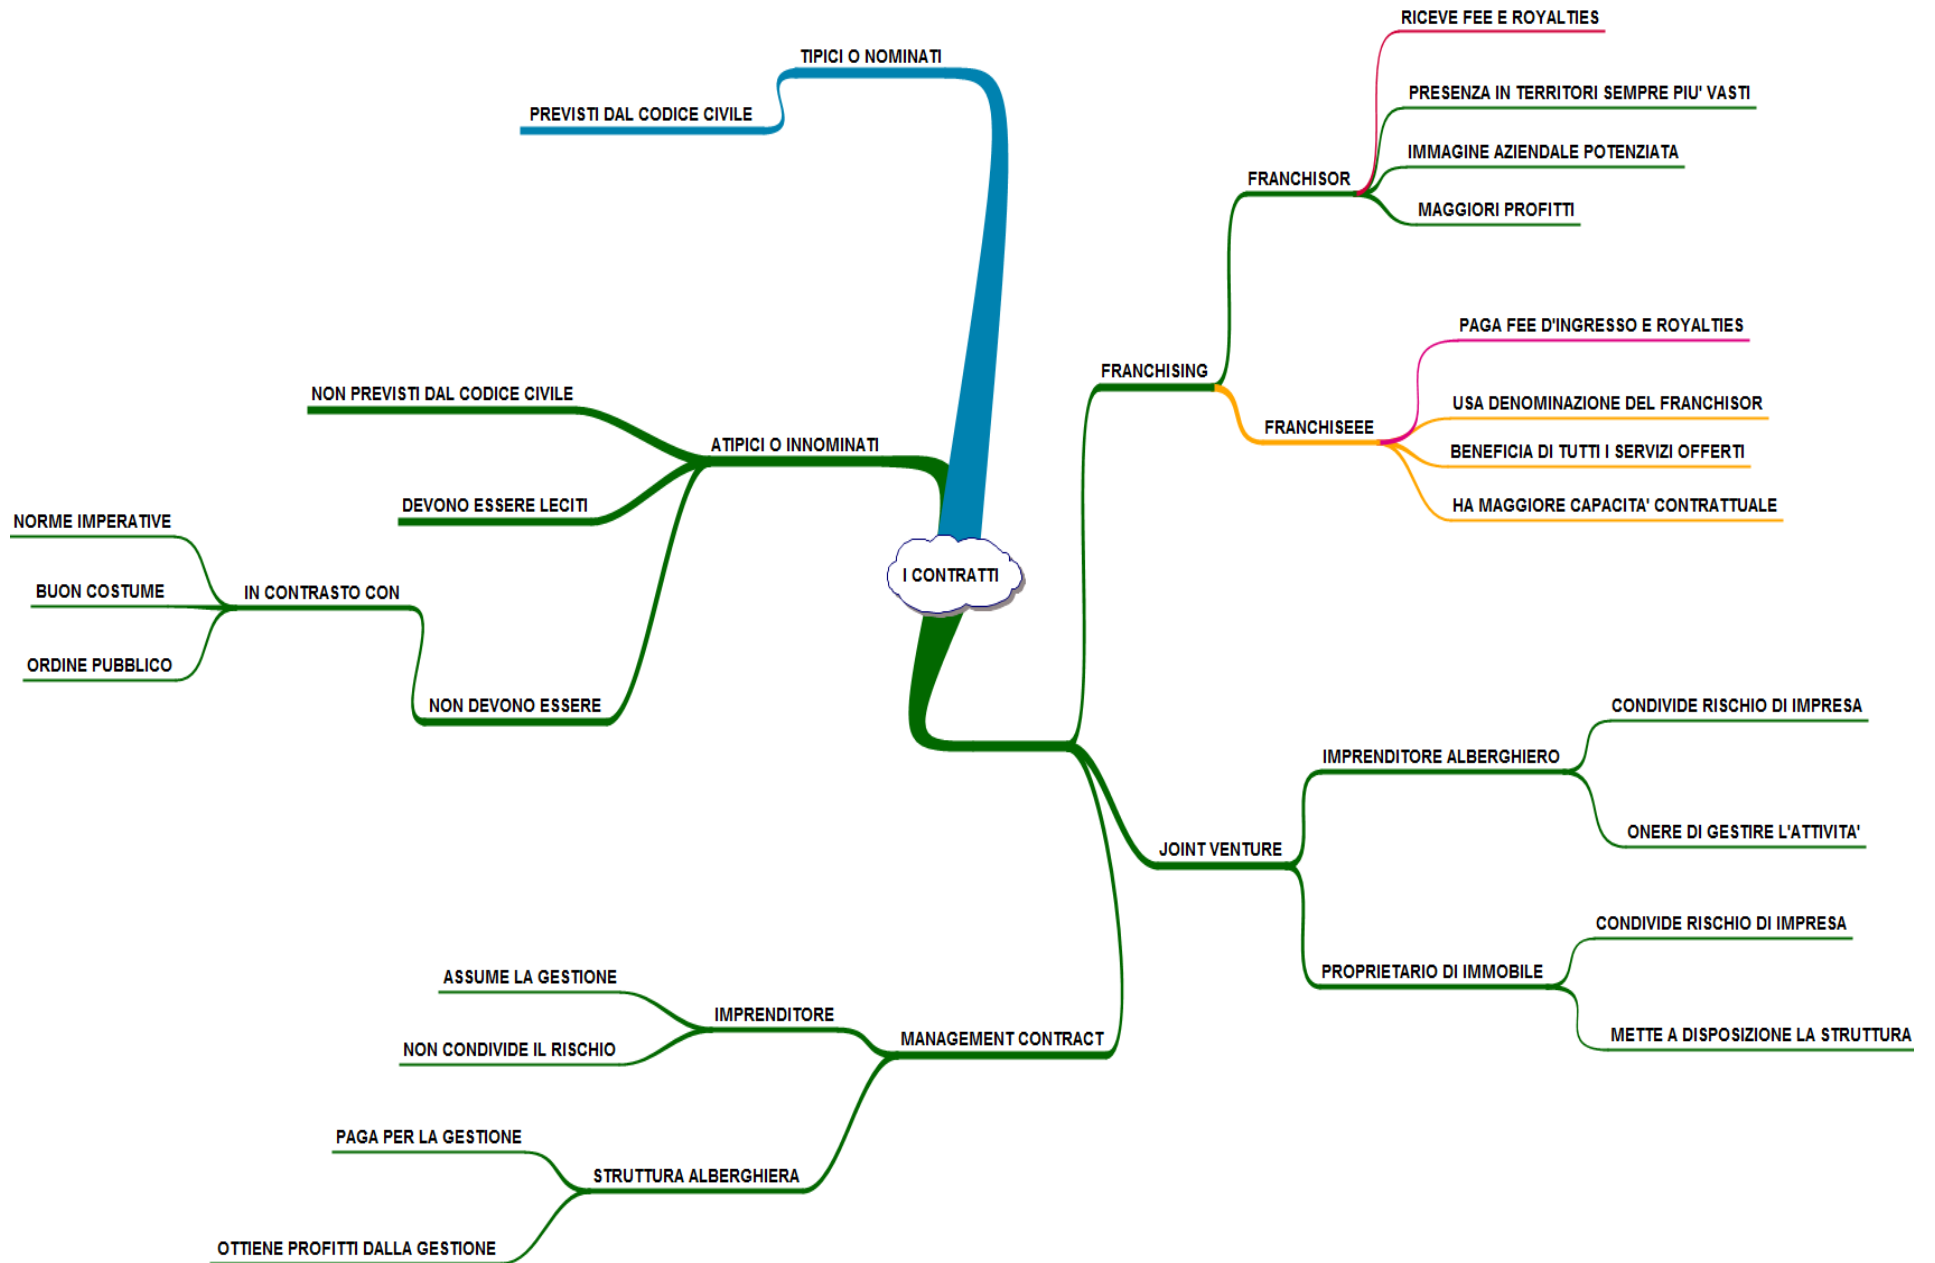 I CONTRATTI
TIPICI O NOMINATI
PREVISTI DAL CODICE CIVILE
ATIPICI O INNOMINATI
NON PREVISTI DAL CODICE CIVILE
DEVONO ESSERE LECITI
NON DEVONO ESSERE
IN CONTRASTO CON
NORME IMPERATIVE
BUON COSTUME
ORDINE PUBBLICO
FRANCHISING
FRANCHISOR
RICEVE FEE E ROYALTIES
PRESENZA IN TERRITORI SEMPRE PIU' VASTI
IMMAGINE AZIENDALE POTENZIATA
MAGGIORI PROFITTI
FRANCHISEEE
PAGA FEE D'INGRESSO E ROYALTIES
USA DENOMINAZIONE DEL FRANCHISOR
BENEFICIA DI TUTTI I SERVIZI OFFERTI
HA MAGGIORE CAPACITA' CONTRATTUALE
JOINT VENTURE
IMPRENDITORE ALBERGHIERO
CONDIVIDE RISCHIO DI IMPRESA
ONERE DI GESTIRE L'ATTIVITA'
PROPRIETARIO DI IMMOBILE
CONDIVIDE RISCHIO DI IMPRESA
METTE A DISPOSIZIONE LA STRUTTURA
MANAGEMENT CONTRACT
IMPRENDITORE
ASSUME LA GESTIONE
NON CONDIVIDE IL RISCHIO
STRUTTURA ALBERGHIERA
PAGA PER LA GESTIONE
OTTIENE PROFITTI DALLA GESTIONE